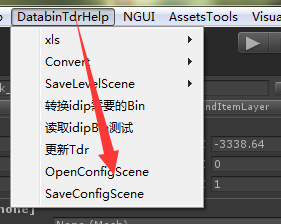 DatabinTdrHelp NGUI AssetsTools
xls
Convert
SaveLevelScene
转换idip需要的Bin
ndItemLayer
读取idipBin测试
-3338.64
更新Tdr
0
OpenConfigScene
1
SaveConfigScene